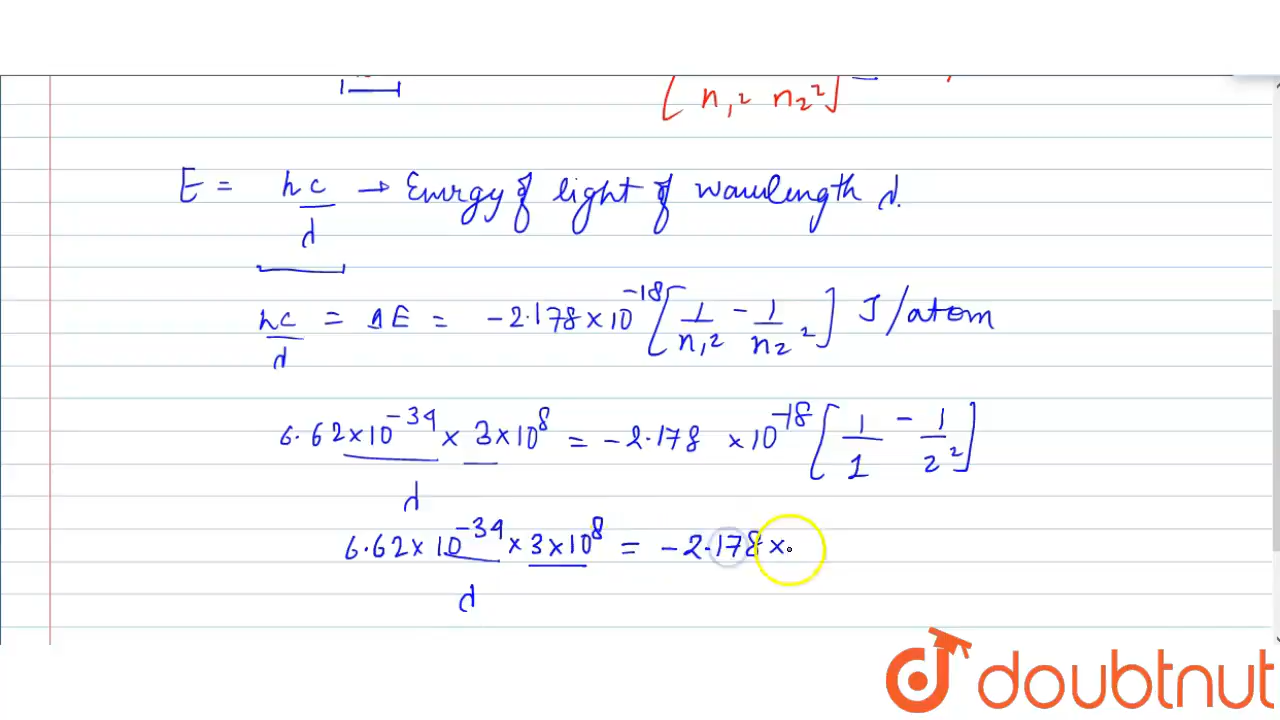 [ n₁² n₂² ]
E = hc/d → Energy of light of wavelength d.
hc/d = ΔE = -2.178 × 10⁻¹⁸ [ 1/n₁² - 1/n₂² ] J/atom
6.62×10⁻³⁴ × 3×10⁸ / d = -2.178 ×10⁻¹⁸ [ 1/1 - 1/2² ]
6.62× 10⁻³⁴ × 3×10⁸ / d = -2.178 ×
doubtnut